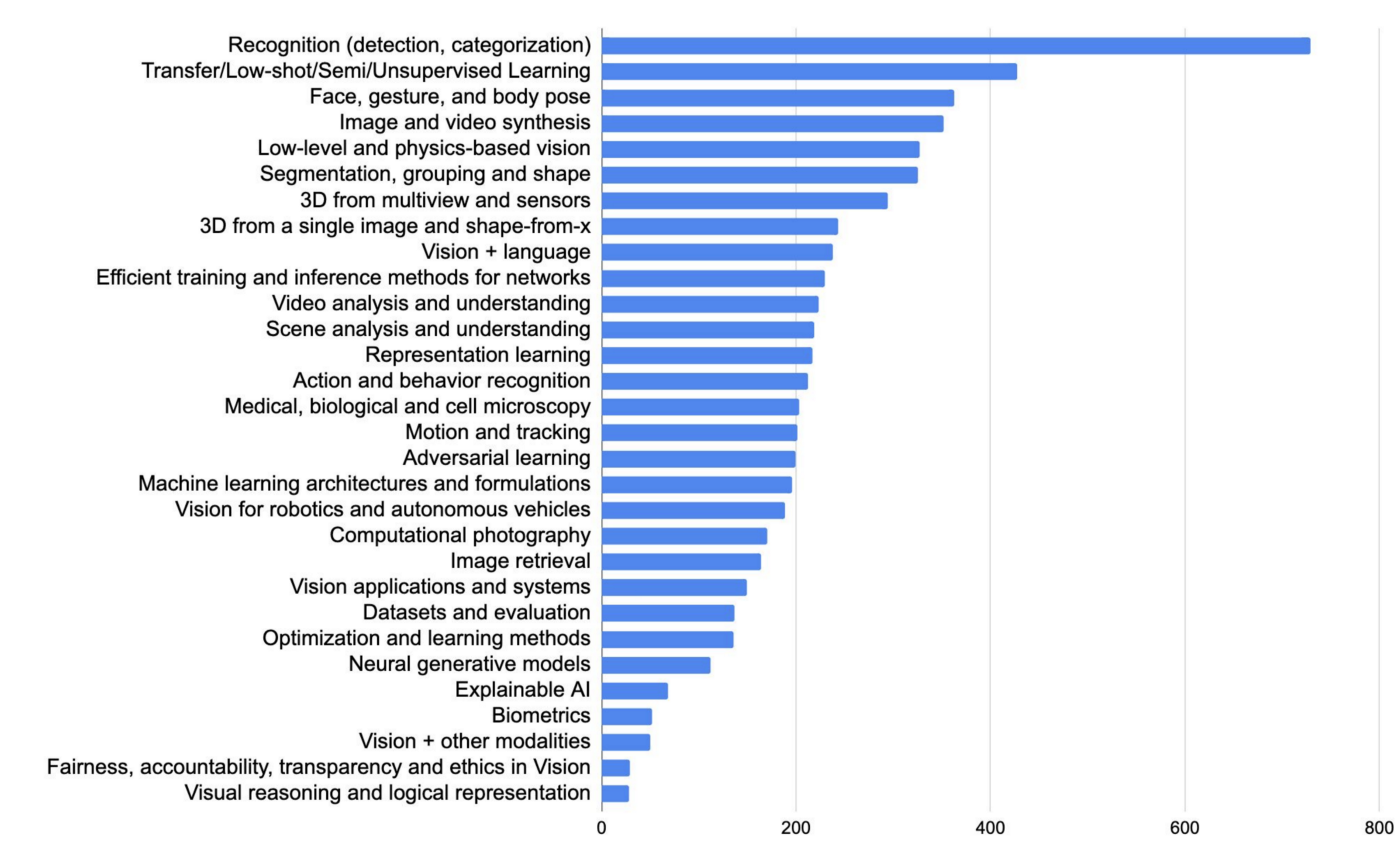 Recognition (detection, categorization)
Transfer/Low-shot/Semi/Unsupervised Learning
Face, gesture, and body pose
Image and video synthesis
Low-level and physics-based vision
Segmentation, grouping and shape
3D from multiview and sensors
3D from a single image and shape-from-x
Vision + language
Efficient training and inference methods for networks
Video analysis and understanding
Scene analysis and understanding
Representation learning
Action and behavior recognition
Medical, biological and cell microscopy
Motion and tracking
Adversarial learning
Machine learning architectures and formulations
Vision for robotics and autonomous vehicles
Computational photography
Image retrieval
Vision applications and systems
Datasets and evaluation
Optimization and learning methods
Neural generative models
Explainable AI
Biometrics
Vision + other modalities
Fairness, accountability, transparency and ethics in Vision
Visual reasoning and logical representation
0 200 400 600 800